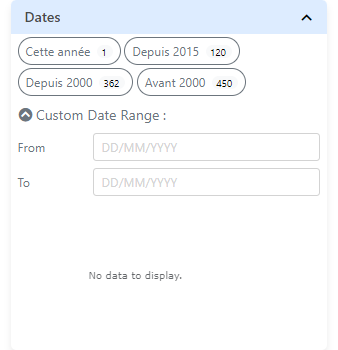 Dates
Cette année 1 Depuis 2015 120
Depuis 2000 362 Avant 2000 450
Custom Date Range :
From DD/MM/YYYY
To DD/MM/YYYY
No data to display.